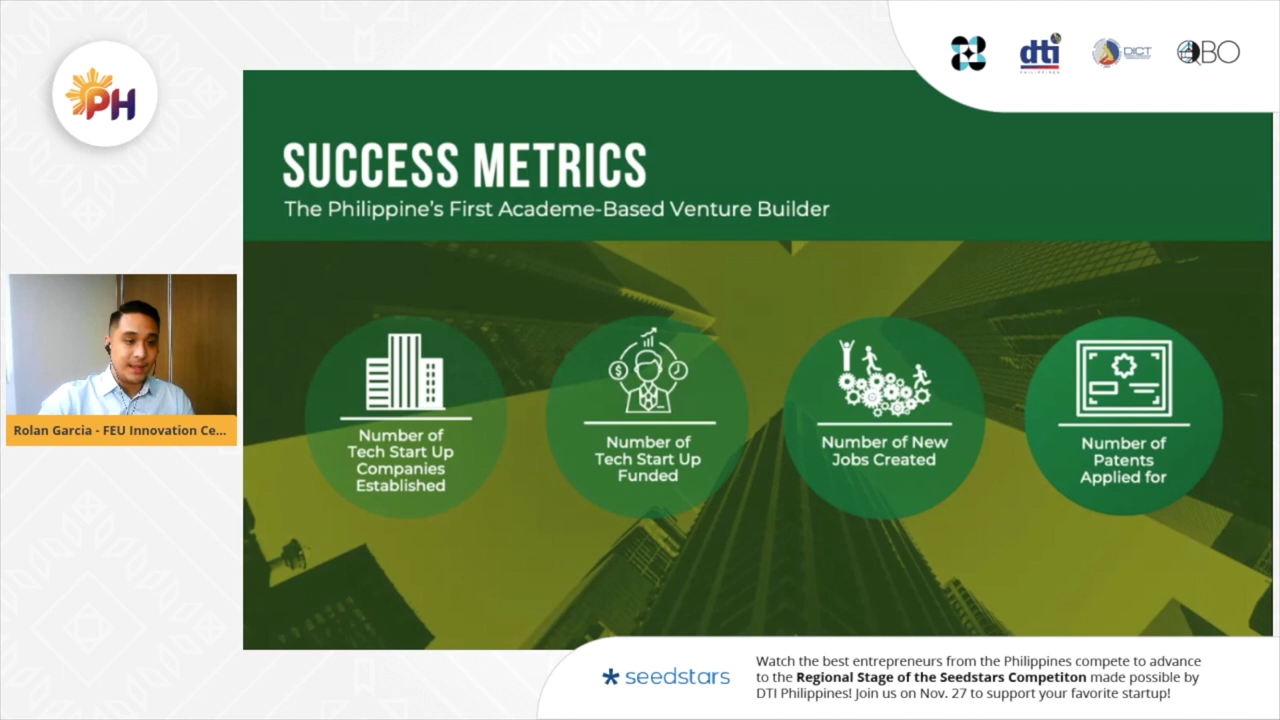 PH
dti
PHILIPPINES
DICT
QBO
SUCCESS METRICS
The Philippine's First Academe-Based Venture Builder
Number of
Tech Start Up
Companies
Established
Number of
Tech Start Up
Funded
Number of New
Jobs Created
Number of
Patents
Applied for
Rolan Garcia - FEU Innovation Ce...
seedstars
Watch the best entrepreneurs from the Philippines compete to advance
to the Regional Stage of the Seedstars Competiton made possible by
DTI Philippines! Join us on Nov. 27 to support your favorite startup!